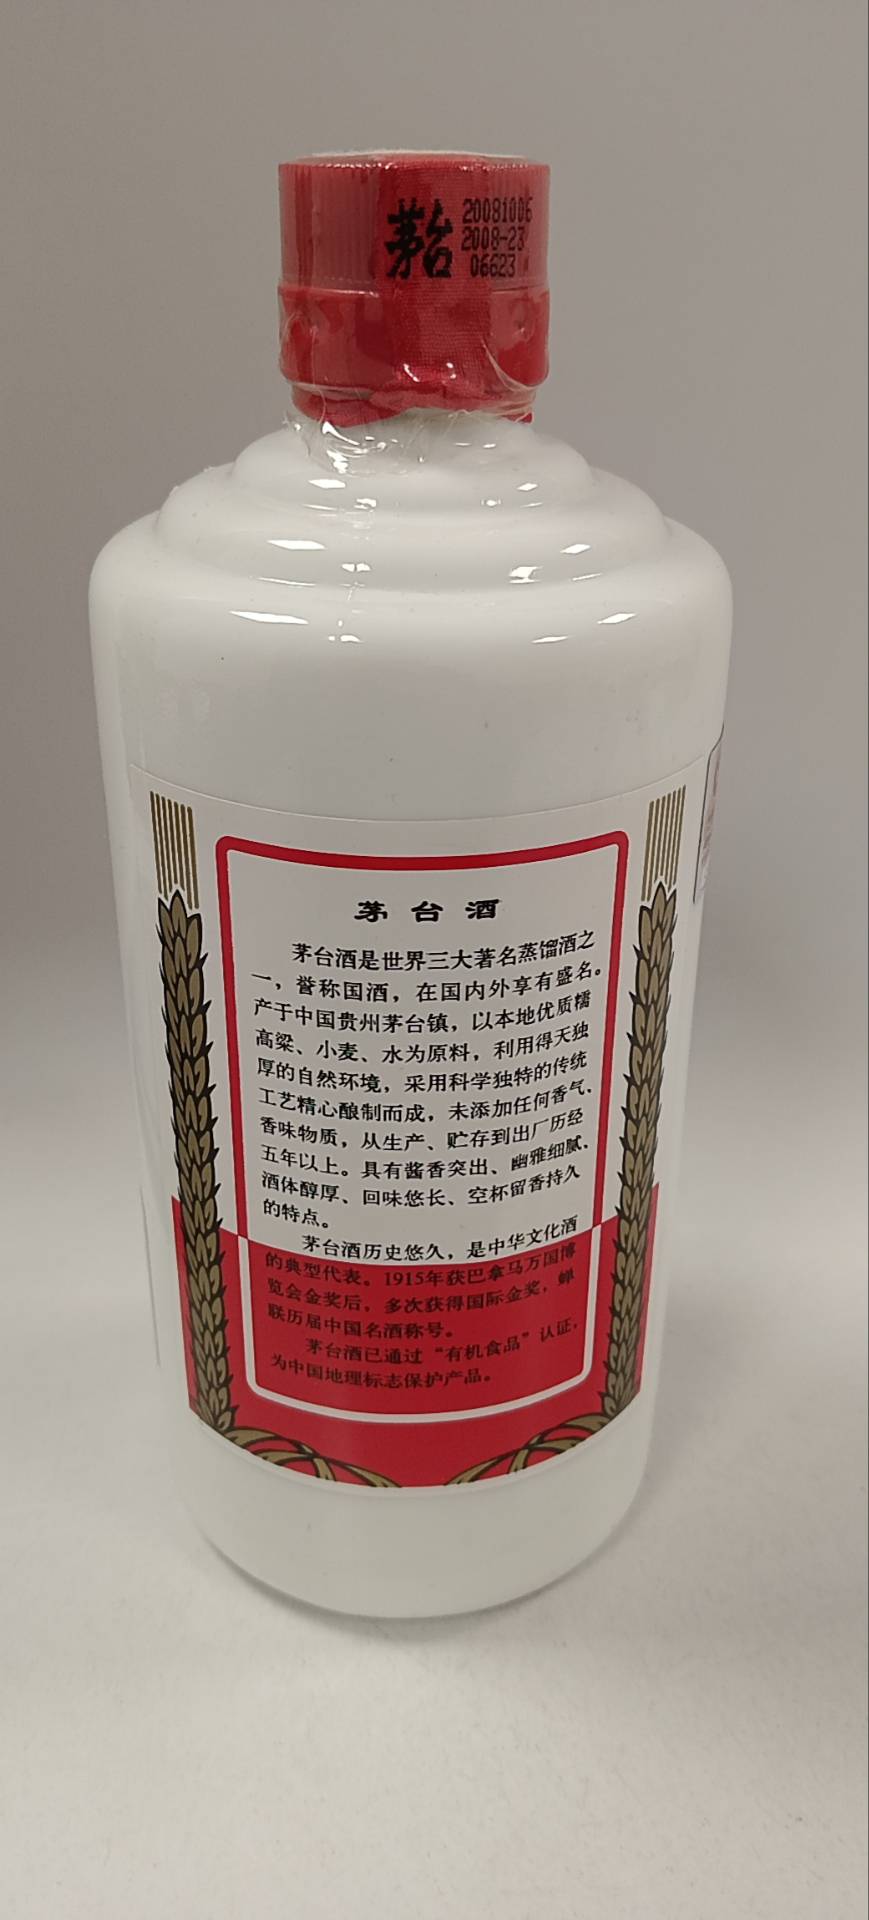 茅台
20081006
2008-23
06623
茅台酒
茅台酒是世界三大著名蒸馏酒之
一，誉称国酒，在国内外享有盛名。
产于中国贵州茅台镇，以本地优质糯
高粱、小麦、水为原料，利用得天独
厚的自然环境，采用科学独特的传统
工艺精心酿制而成，未添加任何香气、
香味物质，从生产、贮存到出厂历经
五年以上。具有酱香突出、幽雅细腻、
酒体醇厚、回味悠长、空杯留香持久
的特点。
茅台酒历史悠久，是中华文化酒
的典型代表。1915年获巴拿马万国博
览会金奖后，多次获得国际金奖，蝉
联历届中国名酒称号。
茅台酒已通过“有机食品”认证，
为中国地理标志保护产品。